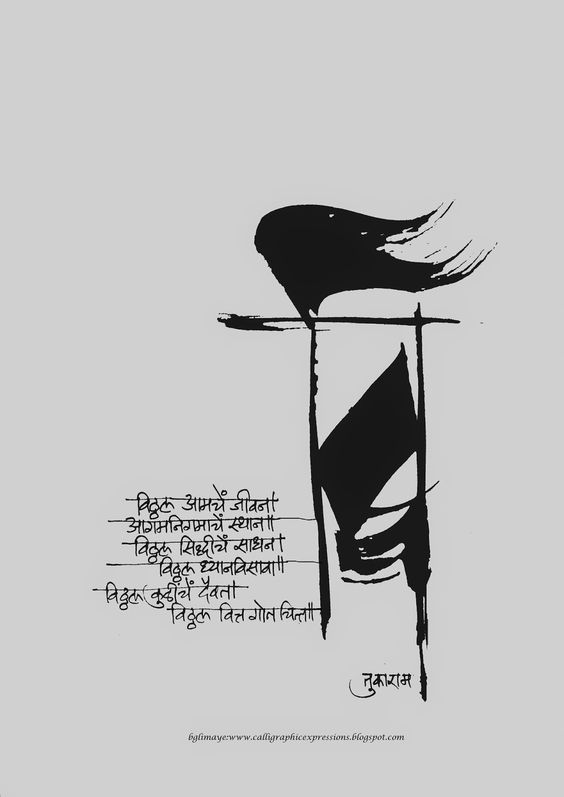 विठ्ठल आमचें जीवन।
आगमनिगमाचें स्थान॥
विठ्ठल सिद्धीचें साधन।
विठ्ठल ध्यानविसावा॥
विठ्ठल कुळींचें दैवत।
विठ्ठल वित्त गोत चित्त॥
तुकाराम
bglimaye:www.calligraphicexpressions.blogspot.com